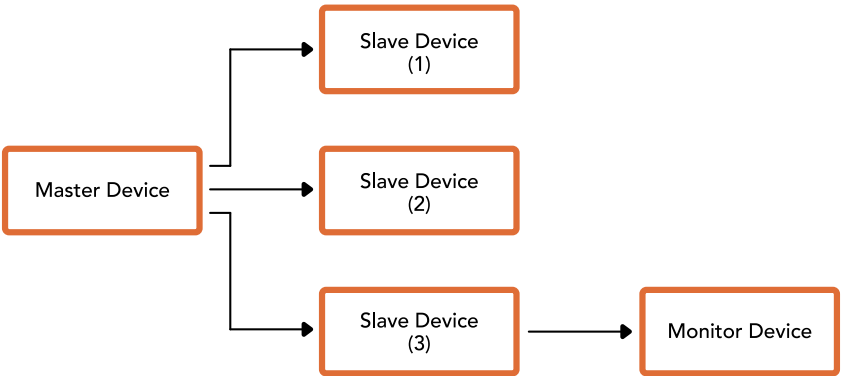 Slave Device
(1)
Master Device
Slave Device
(2)
Slave Device
(3)
Monitor Device